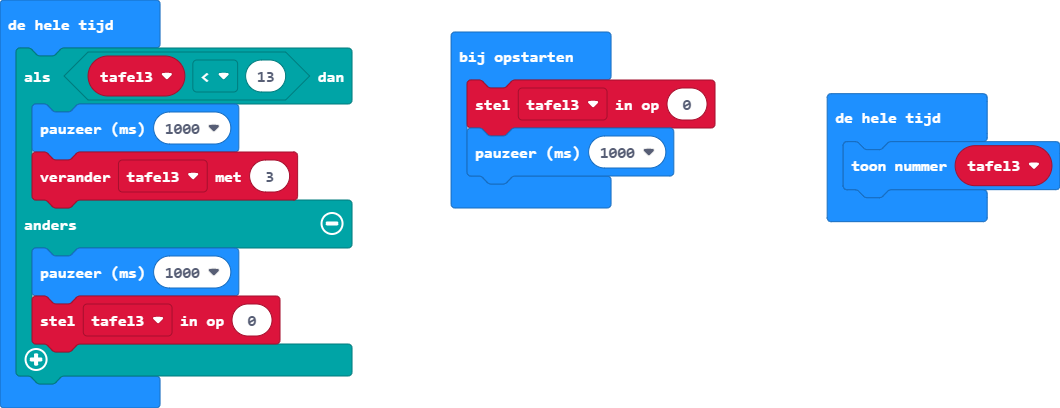 de hele tijd
als tafel3 < 13 dan
pauzeer (ms) 1000
verander tafel3 met 3
anders
pauzeer (ms) 1000
stel tafel3 in op 0
bij opstarten
stel tafel3 in op 0
pauzeer (ms) 1000
de hele tijd
toon nummer tafel3